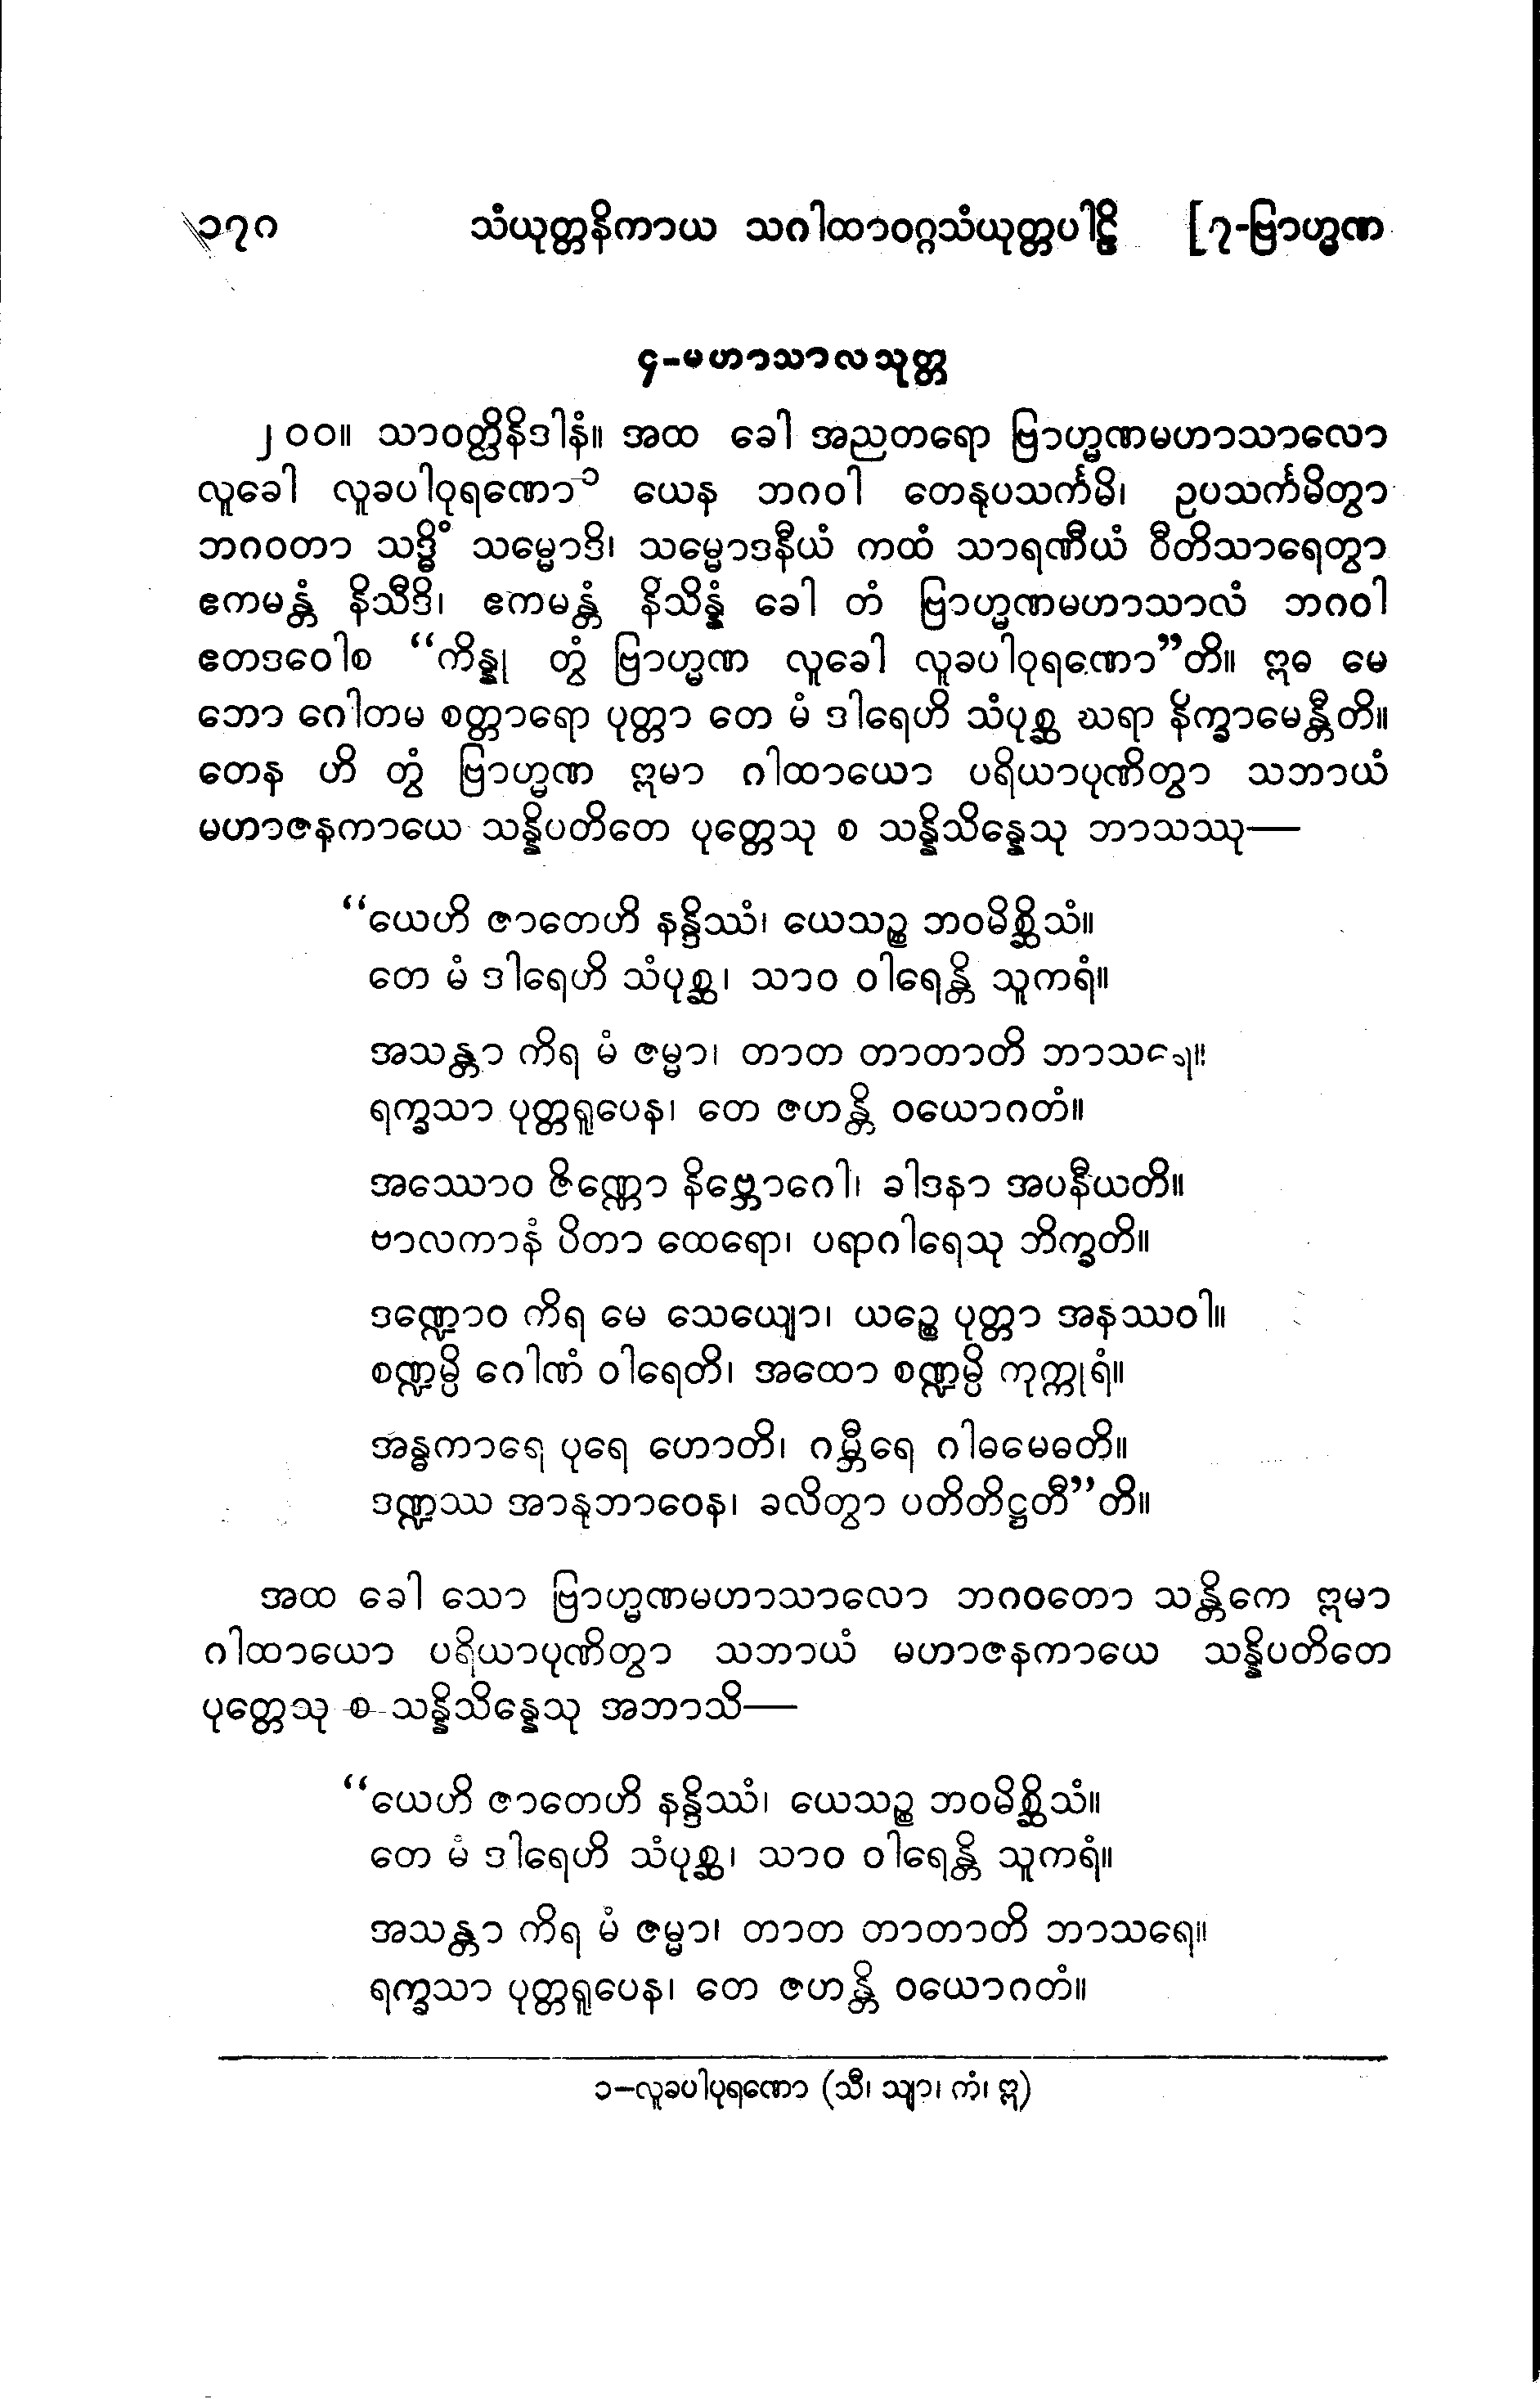 ၁၇၀ သံယုတ္တနိကာယ သဂါထာဝဂ္ဂသံယုတ္တပါဠိ [၇-ဗြာဟ္မဏ
၄-မဟာသာလသုတ္တ
၂၀၀။ သာဝတ္ထိနိဒါနံ။ အထ ခေါ အညတရော ဗြာဟ္မဏမဟာသာလော
လူခေါ လူခပါဝုရဏော ၁ ယေန ဘဂဝါ တေနုပသင်္ကမိ၊ ဥပသင်္ကမိတွာ
ဘဂဝတာ သဒ္ဓိံ သမ္မောဒိ၊ သမ္မောဒနီယံ ကထံ သာရဏီယံ ဝီတိသာရေတွာ
ဧကမန္တံ နိသီဒိ၊ ဧကမန္တံ နိသိန္နံ ခေါ တံ ဗြာဟ္မဏမဟာသာလံ ဘဂဝါ
ဧတဒဝေါစ “ကိန္နု တွံ ဗြာဟ္မဏ လူခေါ လူခပါဝုရဏော”တိ။ ဣဓ မေ
ဘော ဂေါတမ စတ္တာရော ပုတ္တာ တေ မံ ဒါရေဟိ သံပုစ္ဆ ဃရာ နိက္ခာမေန္တီတိ။
တေန ဟိ တွံ ဗြာဟ္မဏ ဣမာ ဂါထာယော ပရိယာပုဏိတွာ သဘာယံ
မဟာဇနကာယေ သန္နိပတိတေ ပုတ္တေသု စ သန္နိသိန္နေသု ဘာသဿု—
“ယေဟိ ဇာတေဟိ နန္ဒိဿံ၊ ယေသဉ္စ ဘဝမိစ္ဆိသံ။
တေ မံ ဒါရေဟိ သံပုစ္ဆ၊ သာဝ ဝါရေန္တိ သူကရံ။
အသန္တာ ကိရ မံ ဇမ္မာ၊ တာတ တာတာတိ ဘာသရေ။
ရက္ခသာ ပုတ္တရူပေန၊ တေ ဇဟန္တိ ဝယောဂတံ။
အဿောဝ ဇိဏ္ဏော နိဗ္ဘောဂေါ၊ ခါဒနာ အပနီယတိ။
ဗာလကာနံ ပိတာ ထေရော၊ ပရာဂါရေသု ဘိက္ခတိ။
ဒဏ္ဍောဝ ကိရ မေ သေယျော၊ ယဉ္စေ ပုတ္တာ အနဿဝါ။
စဏ္ဍမ္ပိ ဂေါဏံ ဝါရေတိ၊ အထော စဏ္ဍမ္ပိ ကုက္ကုရံ။
အန္ဓကာရေ ပုရေ ဟောတိ၊ ဂမ္ဘီရေ ဂါဓမေဓတိ။
ဒဏ္ဍဿ အာနုဘာဝေန၊ ခလိတွာ ပတိတိဋ္ဌတီ”တိ။
အထ ခေါ သော ဗြာဟ္မဏမဟာသာလော ဘဂဝတော သန္တိကေ ဣမာ
ဂါထာယော ပရိယာပုဏိတွာ သဘာယံ မဟာဇနကာယေ သန္နိပတိတေ
ပုတ္တေသု စ သန္နိသိန္နေသု အဘာသိ—
“ယေဟိ ဇာတေဟိ နန္ဒိဿံ၊ ယေသဉ္စ ဘဝမိစ္ဆိသံ။
တေ မံ ဒါရေဟိ သံပုစ္ဆ၊ သာဝ ဝါရေန္တိ သူကရံ။
အသန္တာ ကိရ မံ ဇမ္မာ၊ တာတ တာတာတိ ဘာသရေ။
ရက္ခသာ ပုတ္တရူပေန၊ တေ ဇဟန္တိ ဝယောဂတံ။
၁—လူခပါပုရဏော (သီ၊ သျာ၊ ကံ၊ ဣ)